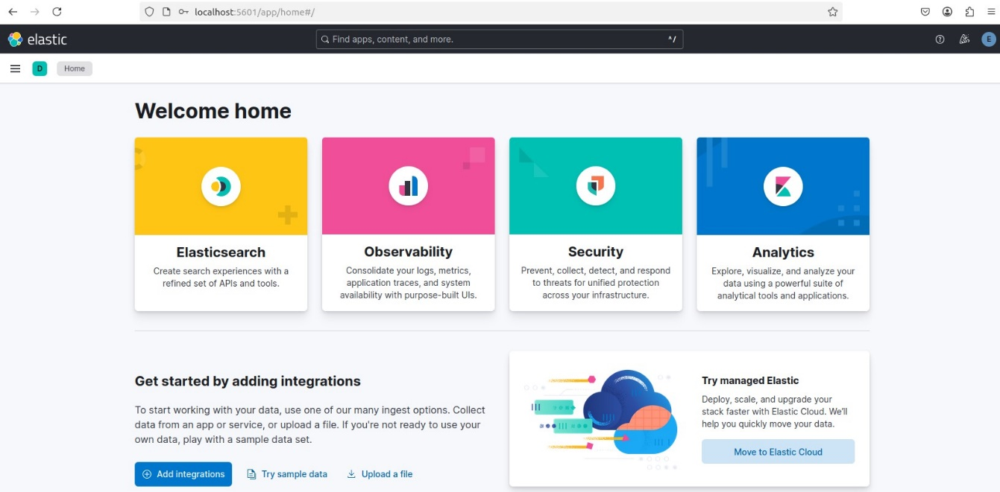 localhost:5601/app/home#/
elastic
Find apps, content, and more.
^/
E
D
Home
Welcome home
Elasticsearch
Create search experiences with a
refined set of APIs and tools.
Observability
Consolidate your logs, metrics,
application traces, and system
availability with purpose-built UIs.
Security
Prevent, collect, detect, and respond
to threats for unified protection
across your infrastructure.
Analytics
Explore, visualize, and analyze your
data using a powerful suite of
analytical tools and applications.
Get started by adding integrations
To start working with your data, use one of our many ingest options. Collect
data from an app or service, or upload a file. If you're not ready to use your
own data, play with a sample data set.
Add integrations
Try sample data
Upload a file
Try managed Elastic
Deploy, scale, and upgrade your
stack faster with Elastic Cloud. We’ll
help you quickly move your data.
Move to Elastic Cloud